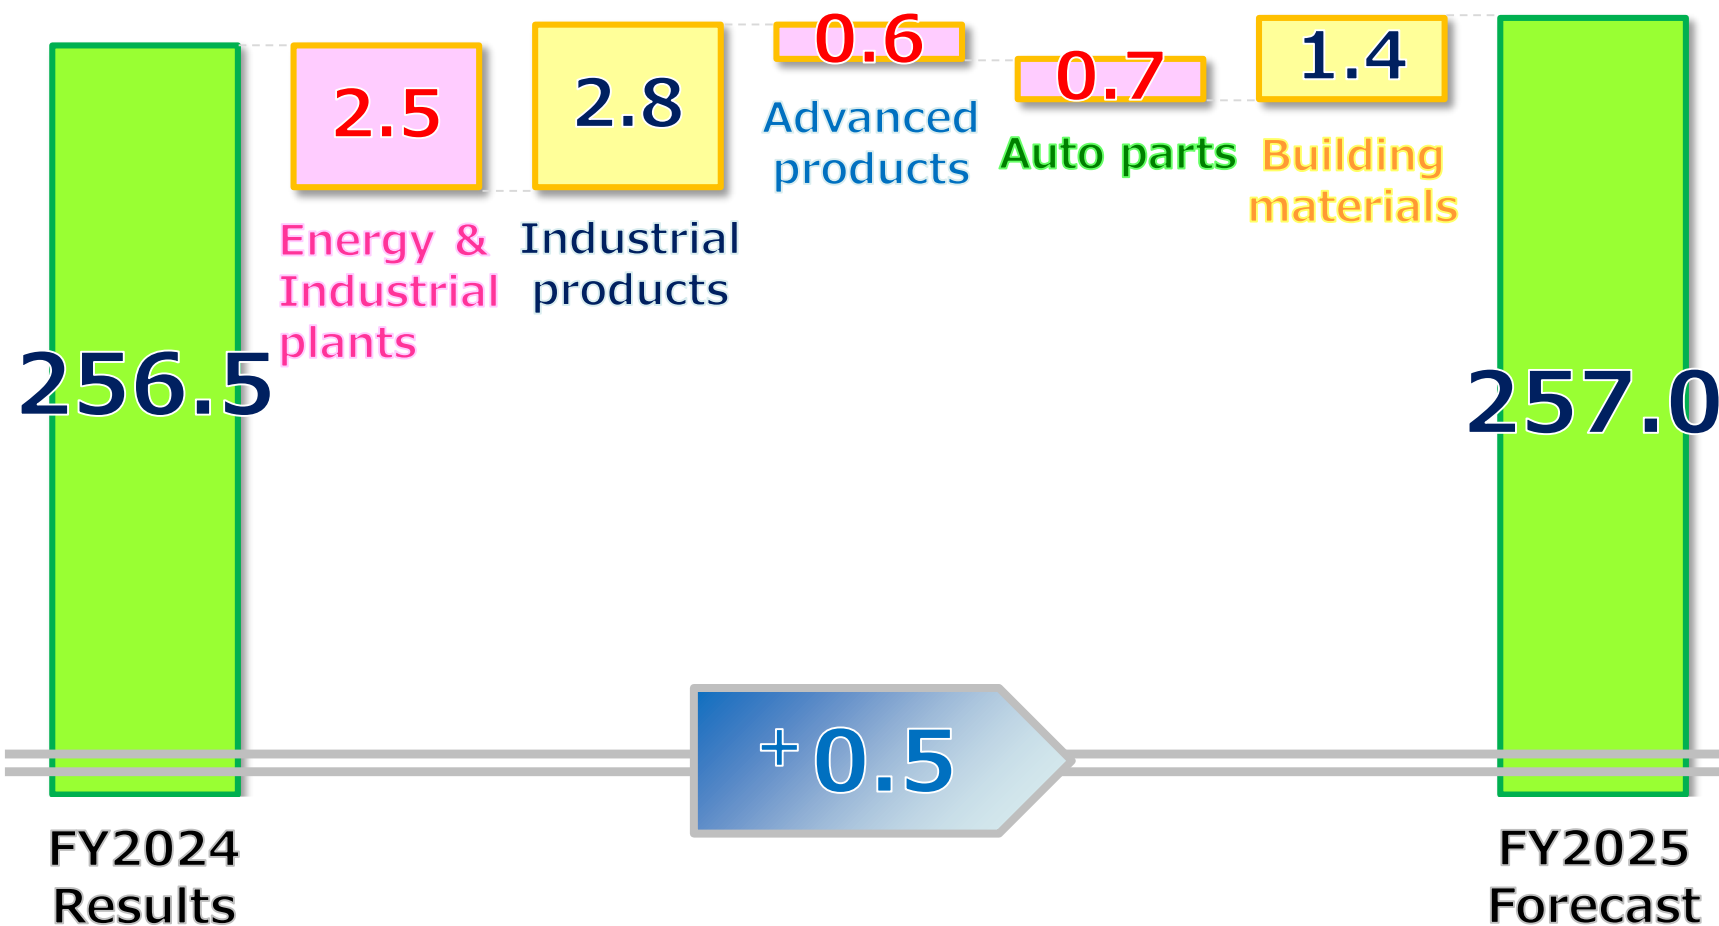 256.5
2.5
Energy &
Industrial
plants
2.8
Industrial
products
0.6
Advanced
products
0.7
Auto parts
1.4
Building
materials
257.0
+0.5
FY2024
Results
FY2025
Forecast